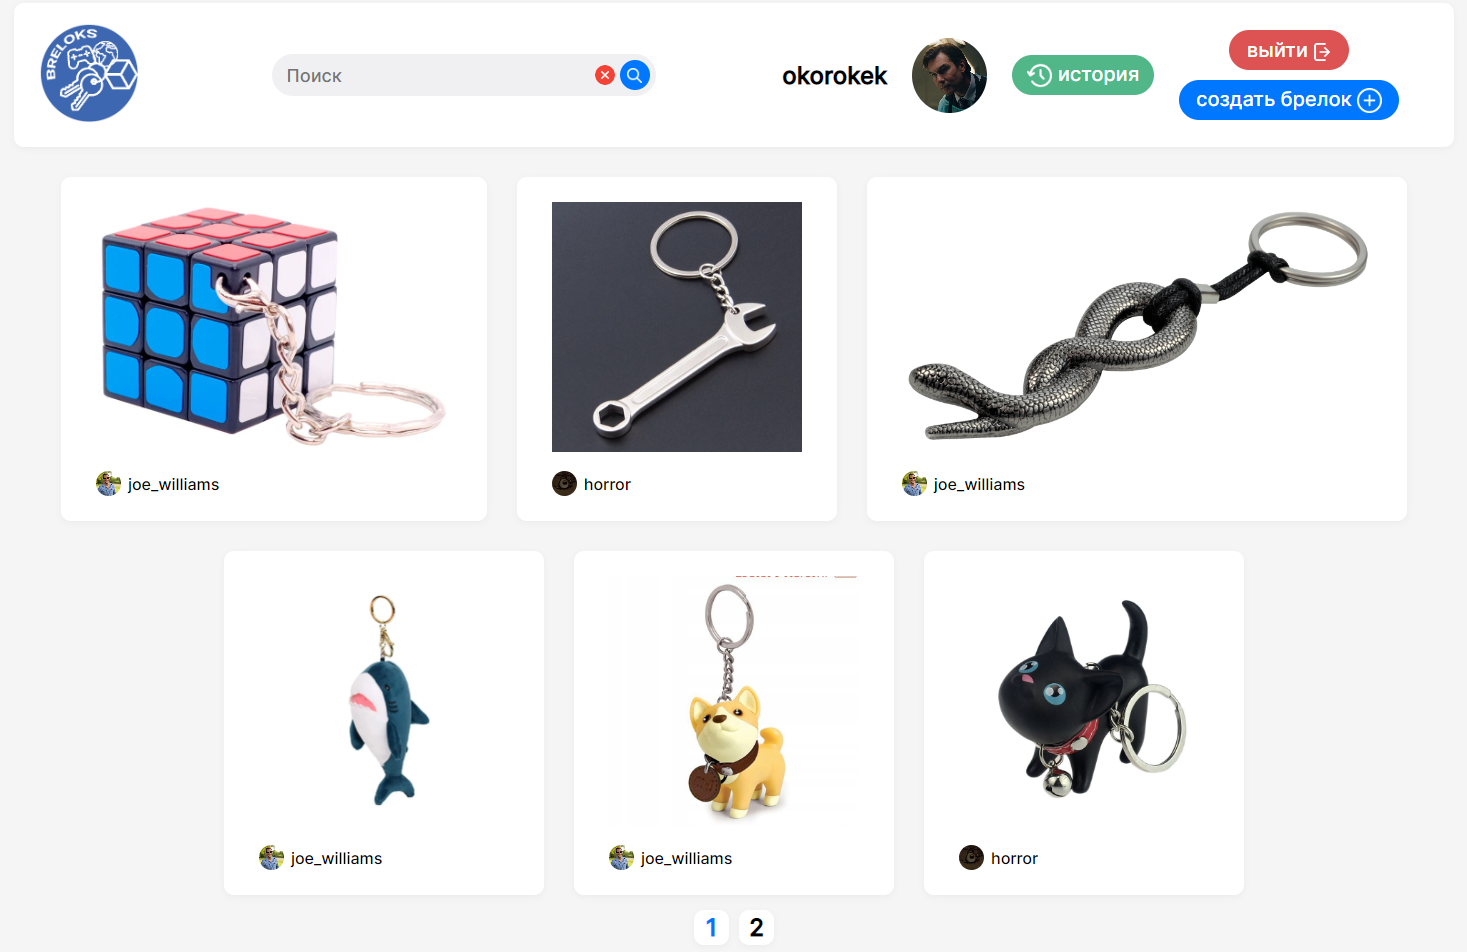 BRELOKS
Поиск
okorokek
история
выйти
создать брелок
joe_williams
horror
joe_williams
joe_williams
joe_williams
horror
1 2